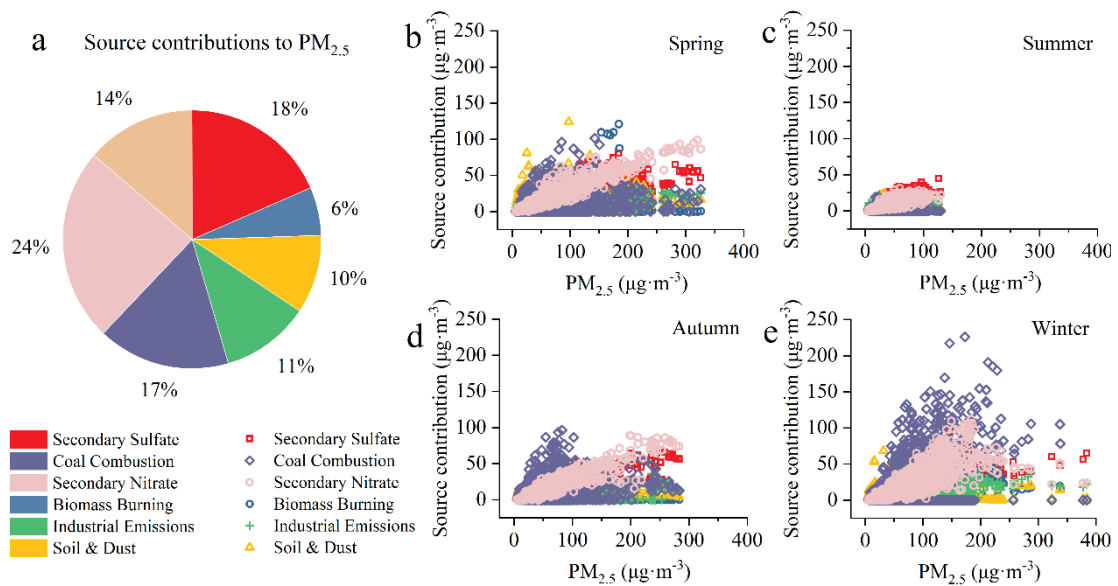 a
Source contributions to PM2.5
14%
18%
6%
24%
10%
11%
17%
Secondary Sulfate
Coal Combustion
Secondary Nitrate
Biomass Burning
Industrial Emissions
Soil & Dust
Secondary Sulfate
Coal Combustion
Secondary Nitrate
Biomass Burning
Industrial Emissions
Soil & Dust
b
Spring
Source contribution (μg·m-3)
250
200
150
100
50
0
0 100 200 300 400
PM2.5 (μg·m-3)
c
Summer
Source contribution (μg·m-3)
250
200
150
100
50
0
0 100 200 300 400
PM2.5 (μg·m-3)
d
Autumn
Source contribution (μg·m-3)
250
200
150
100
50
0
0 100 200 300 400
PM2.5 (μg·m-3)
e
Winter
Source contribution (μg·m-3)
250
200
150
100
50
0
0 100 200 300 400
PM2.5 (μg·m-3)